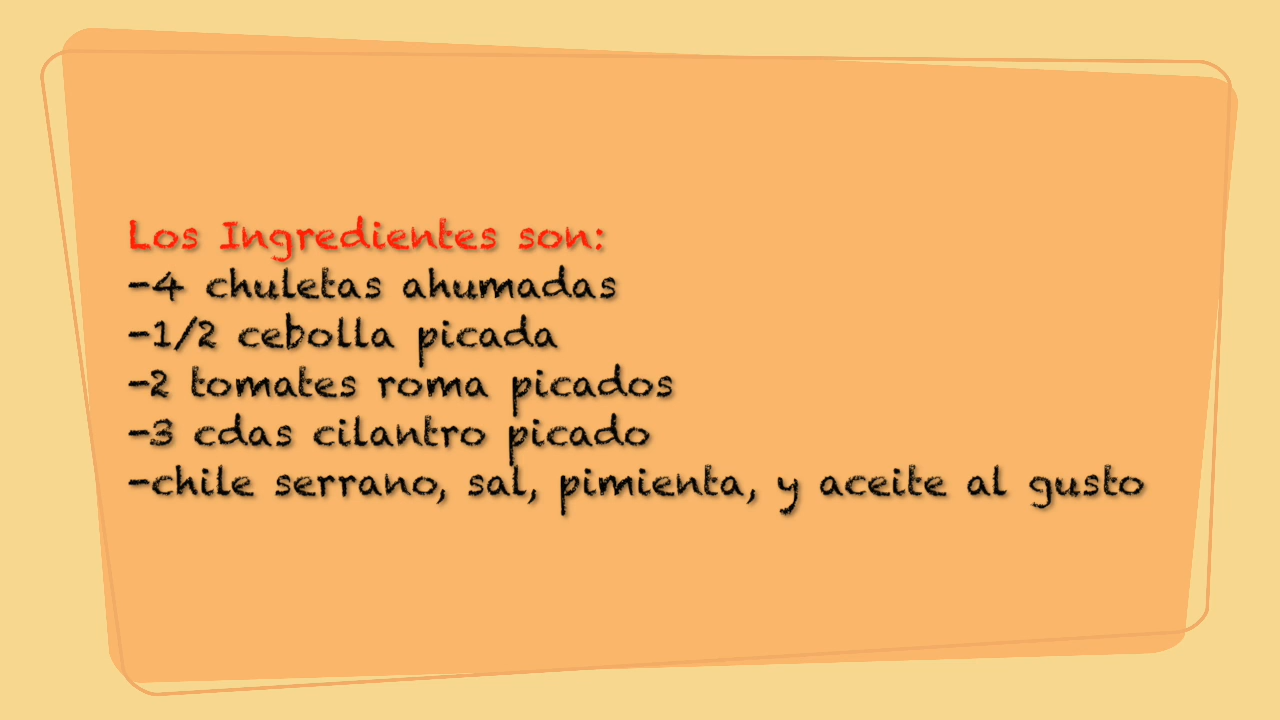 Los Ingredientes son:
-4 chuletas ahumadas
-1/2 cebolla picada
-2 tomates roma picados
-3 cdas cilantro picado
-chile serrano, sal, pimienta, y aceite al gusto